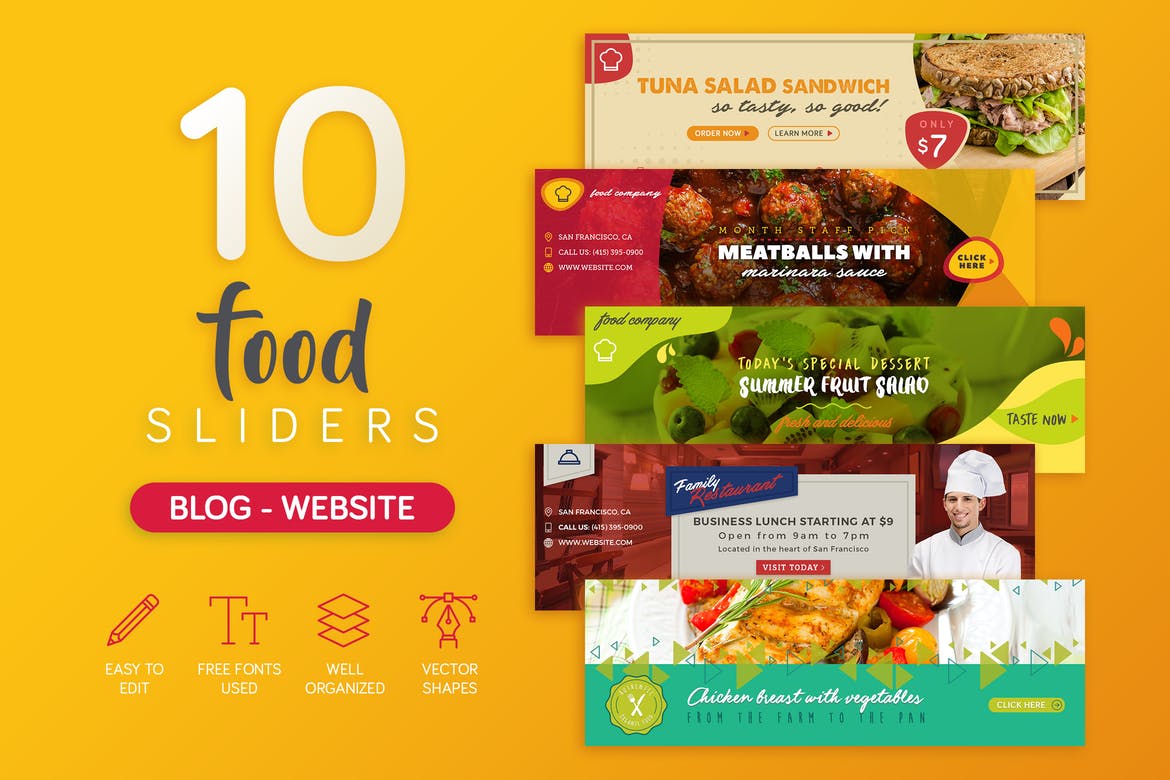 10
food
SLIDERS
BLOG - WEBSITE
EASY TO
EDIT
FREE FONTS
USED
WELL
ORGANIZED
VECTOR
SHAPES
TUNA SALAD SANDWICH
so tasty, so good!
ORDER NOW
LEARN MORE
ONLY
$7
food company
SAN FRANCISCO, CA
CALL US: (415) 395-0900
WWW.WEBSITE.COM
MONTH STAFF PICK
MEATBALLS WITH
marinara sauce
CLICK
HERE
food company
TODAY'S SPECIAL DESSERT
SUMMER FRUIT SALAD
fresh and delicious
TASTE NOW
SAN FRANCISCO, CA
CALL US: (415) 395-0900
WWW.WEBSITE.COM
Family
Restaurant
BUSINESS LUNCH STARTING AT $9
Open from 9am to 7pm
Located in the heart of San Francisco
VISIT TODAY
AUTHENTIC
ORGANIC FOOD
Chicken breast with vegetables
FROM THE FARM TO THE PAN
CLICK HERE